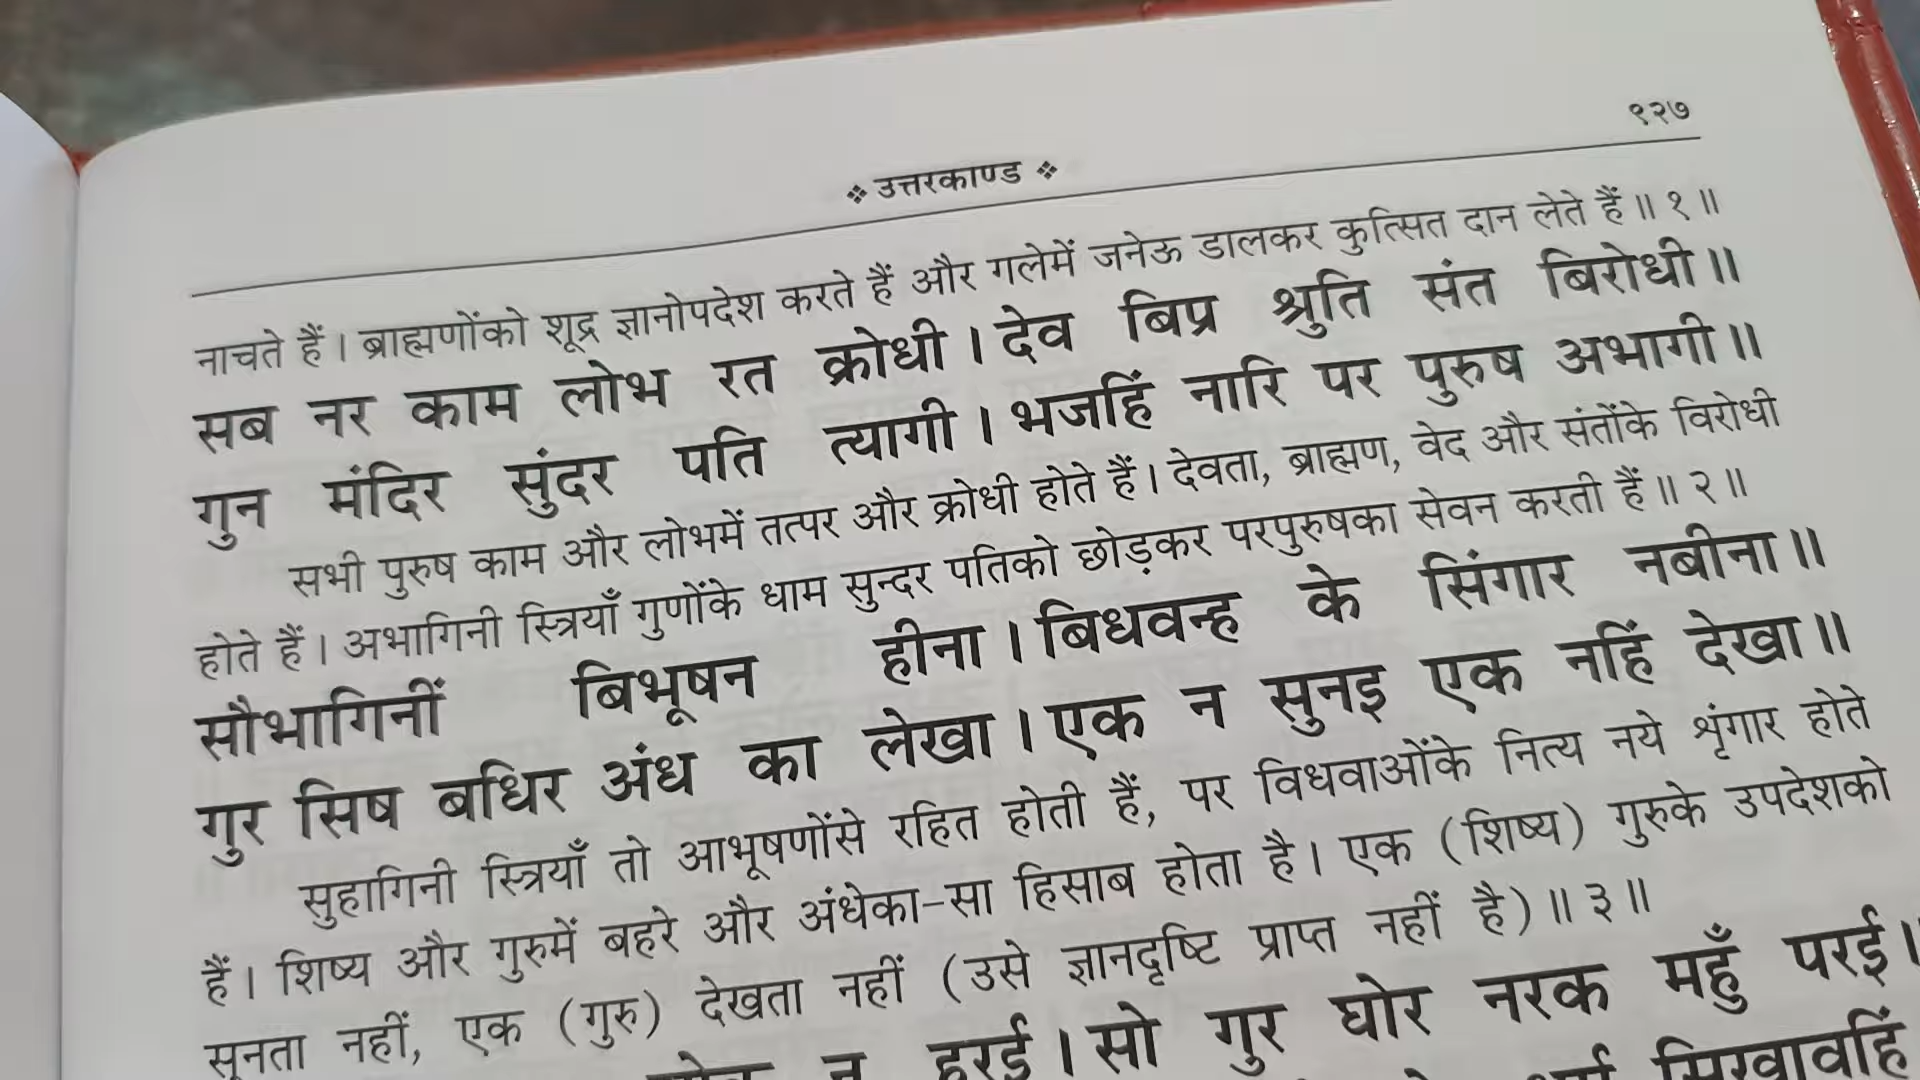 ९२७
❖ उत्तरकाण्ड ❖
नाचते हैं। ब्राह्मणोंको शूद्र ज्ञानोपदेश करते हैं और गलेमें जनेऊ डालकर कुत्सित दान लेते हैं॥ १॥
सब नर काम लोभ रत क्रोधी। देव बिप्र श्रुति संत बिरोधी॥
गुन मंदिर सुंदर पति त्यागी। भजहिं नारि पर पुरुष अभागी॥
सभी पुरुष काम और लोभमें तत्पर और क्रोधी होते हैं। देवता, ब्राह्मण, वेद और संतोंके विरोधी
होते हैं। अभागिनी स्त्रियाँ गुणोंके धाम सुन्दर पतिको छोड़कर परपुरुषका सेवन करती हैं॥ २॥
सौभागिनीं बिभूषन हीना। बिधवन्ह के सिंगार नबीना॥
गुर सिष बधिर अंध का लेखा। एक न सुनइ एक नहिं देखा॥
सुहागिनी स्त्रियाँ तो आभूषणोंसे रहित होती हैं, पर विधवाओंके नित्य नये शृंगार होते
हैं। शिष्य और गुरुमें बहरे और अंधेका-सा हिसाब होता है। एक (शिष्य) गुरुके उपदेशको
सुनता नहीं, एक (गुरु) देखता नहीं (उसे ज्ञानदृष्टि प्राप्त नहीं है)॥ ३॥
न हरई। सो गुर घोर नरक महुँ परई।
सिखावहिं